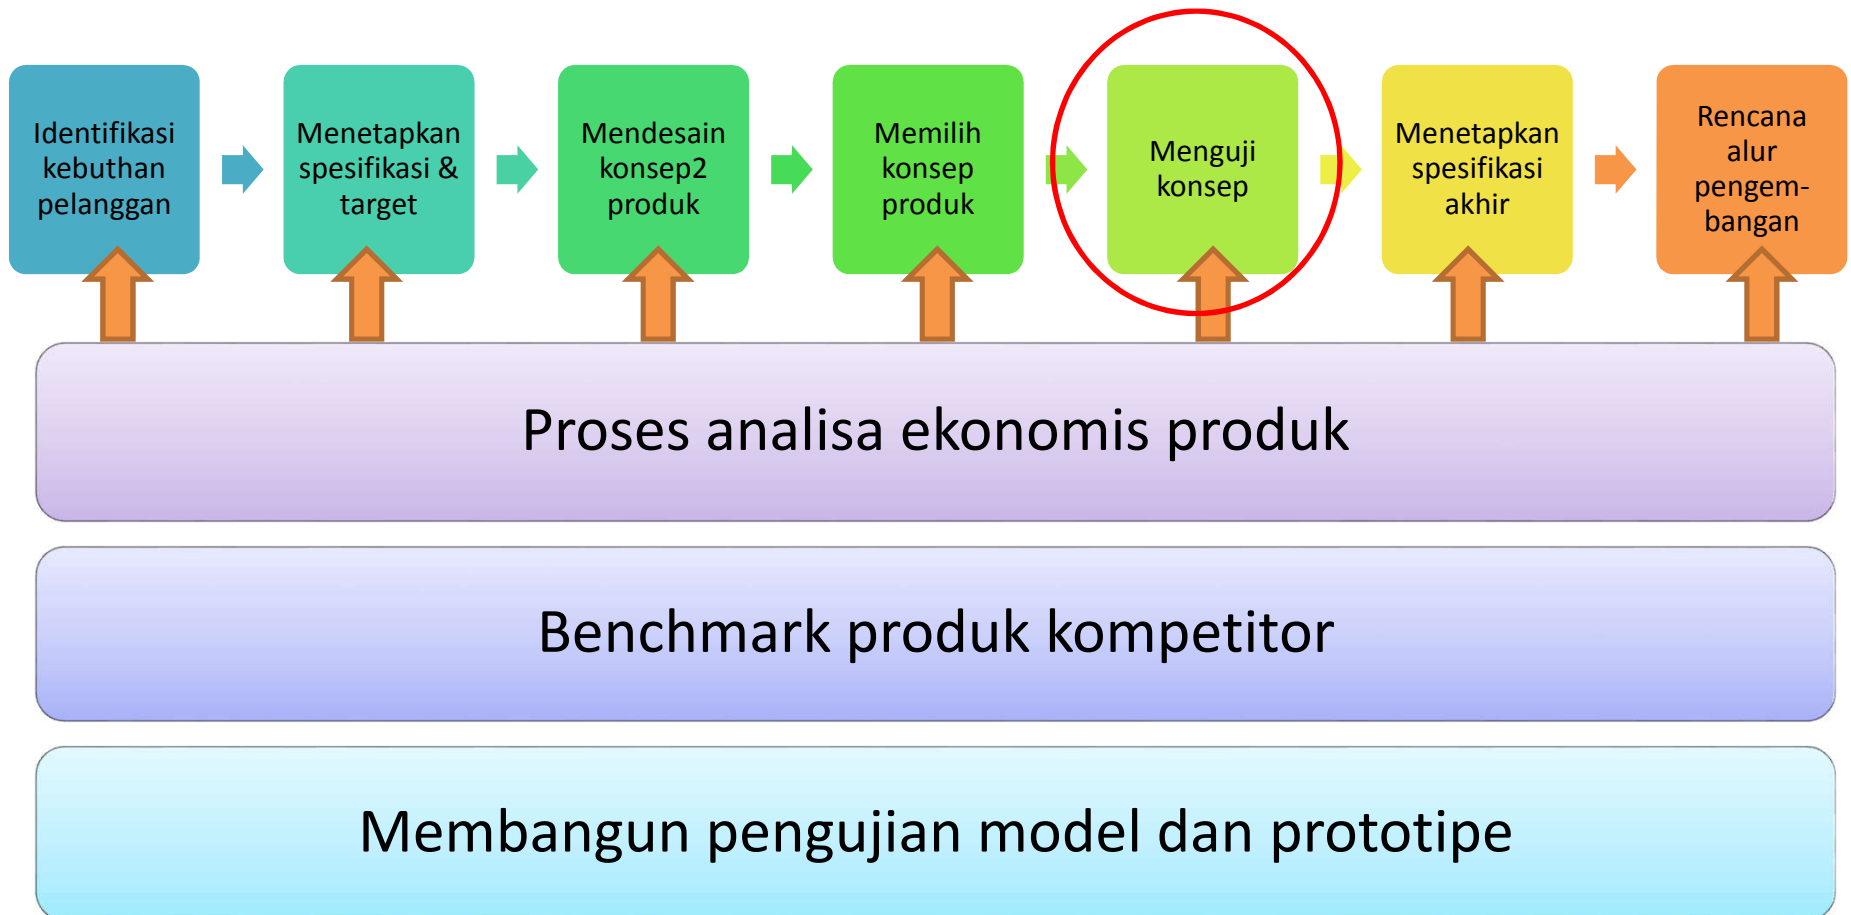 Identifikasi
kebuthan
pelanggan
Menetapkan
spesifikasi &
target
Mendesain
konsep2
produk
Memilih
konsep
produk
Menguji
konsep
Menetapkan
spesifikasi
akhir
Rencana
alur
pengem-
bangan
Proses analisa ekonomis produk
Benchmark produk kompetitor
Membangun pengujian model dan prototipe